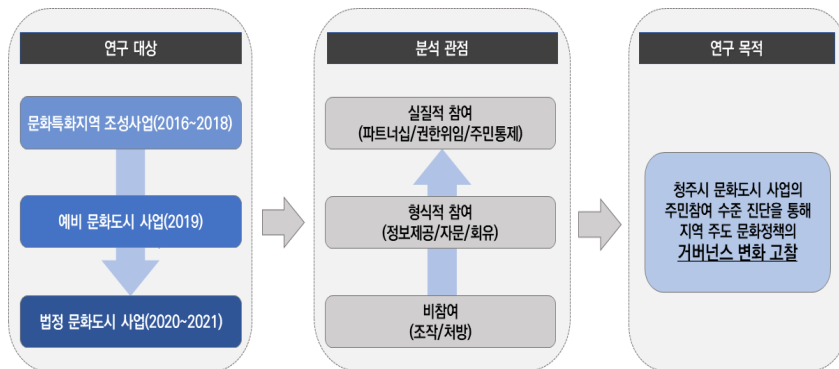 연구 대상
문화특화지역 조성사업(2016~2018)
예비 문화도시 사업(2019)
법정 문화도시 사업(2020~2021)
분석 관점
실질적 참여
(파트너십/권한위임/주민통제)
형식적 참여
(정보제공/자문/회유)
비참여
(조작/처방)
연구 목적
청주시 문화도시 사업의
주민참여 수준 진단을 통해
지역 주도 문화정책의
거버넌스 변화 고찰